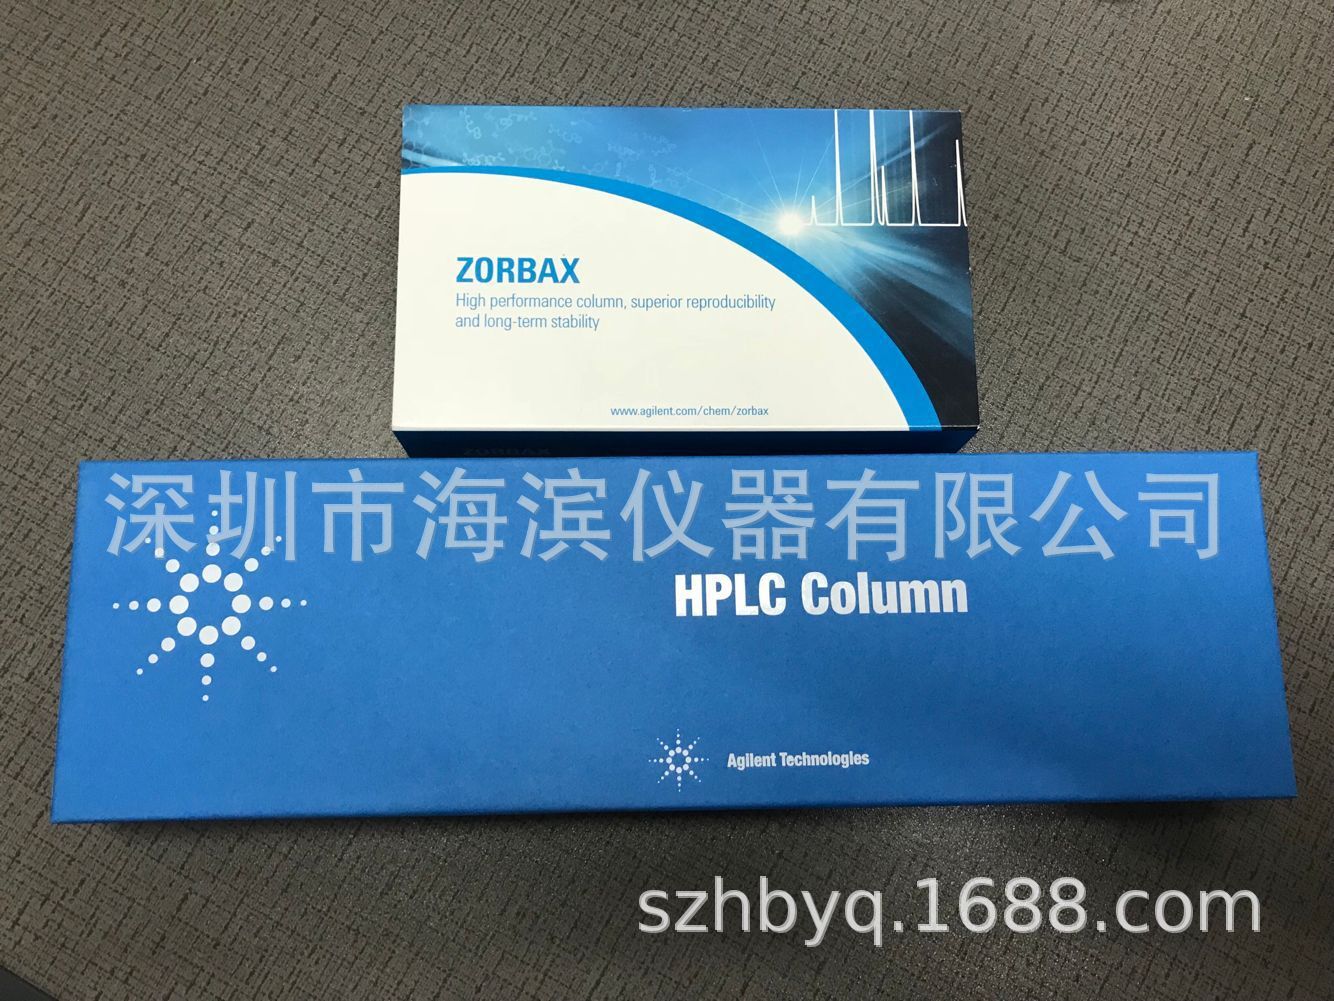 ZORBAX
High performance column, superior reproducibility
and long-term stability
www.agilent.com/chem/zorbax
ZORBAX
深圳市海滨仪器有限公司
HPLC Column
Agilent Technologies
szhbyq.1688.com